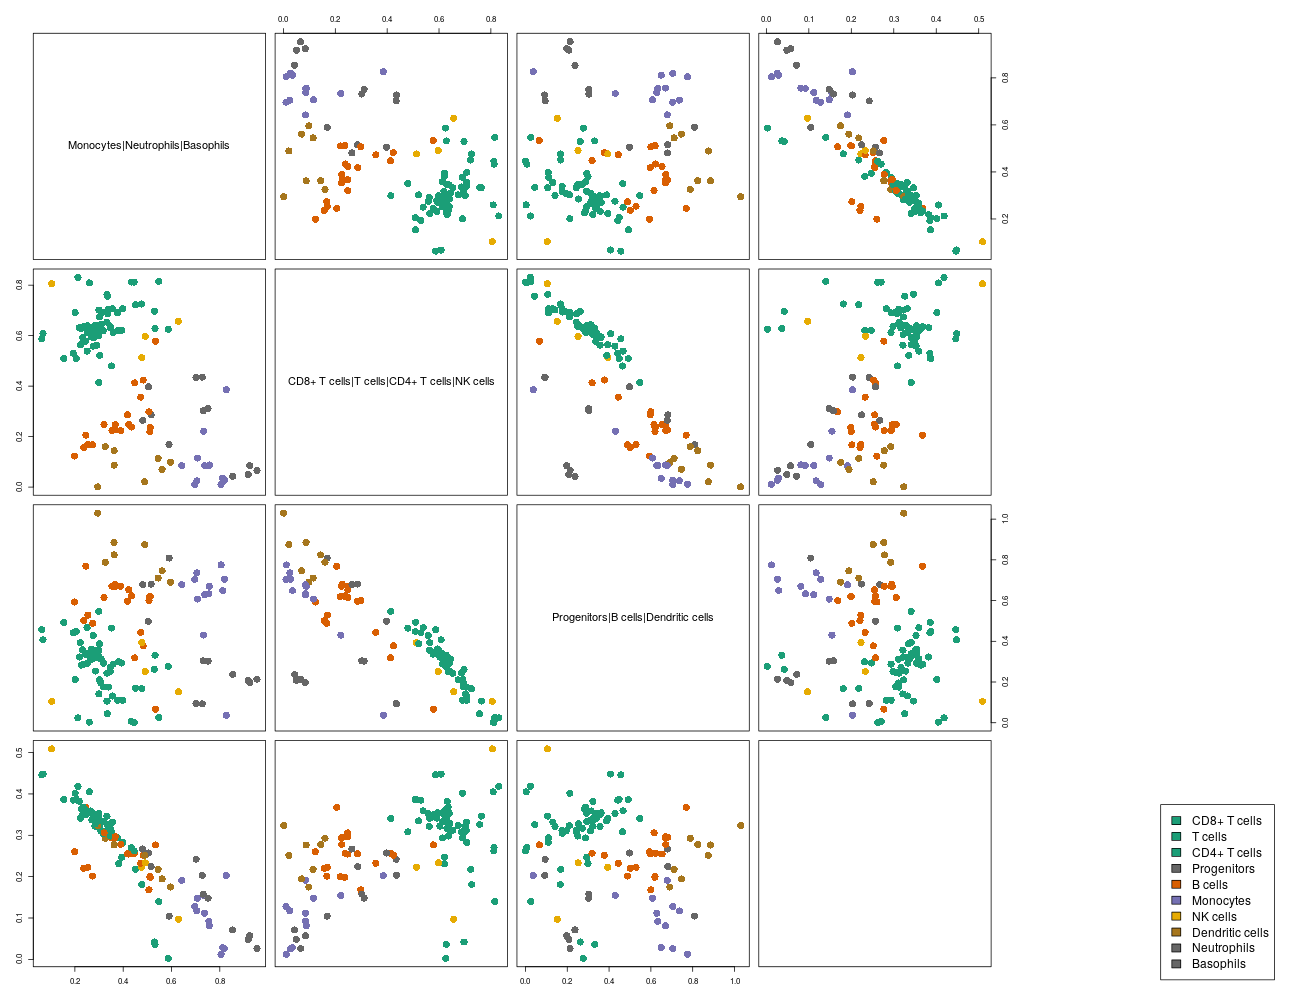 0.0 0.2 0.4 0.6 0.8
0.0 0.1 0.2 0.3 0.4 0.5
Monocytes|Neutrophils|Basophils
0.2 0.4 0.6 0.8
0.0 0.2 0.4 0.6 0.8
CD8+ T cells|T cells|CD4+ T cells|NK cells
Progenitors|B cells|Dendritic cells
0.0 0.2 0.4 0.6 0.8 1.0
0.0 0.1 0.2 0.3 0.4 0.5
0.2 0.4 0.6 0.8
0.0 0.2 0.4 0.6 0.8 1.0
CD8+ T cells
T cells
CD4+ T cells
Progenitors
B cells
Monocytes
NK cells
Dendritic cells
Neutrophils
Basophils